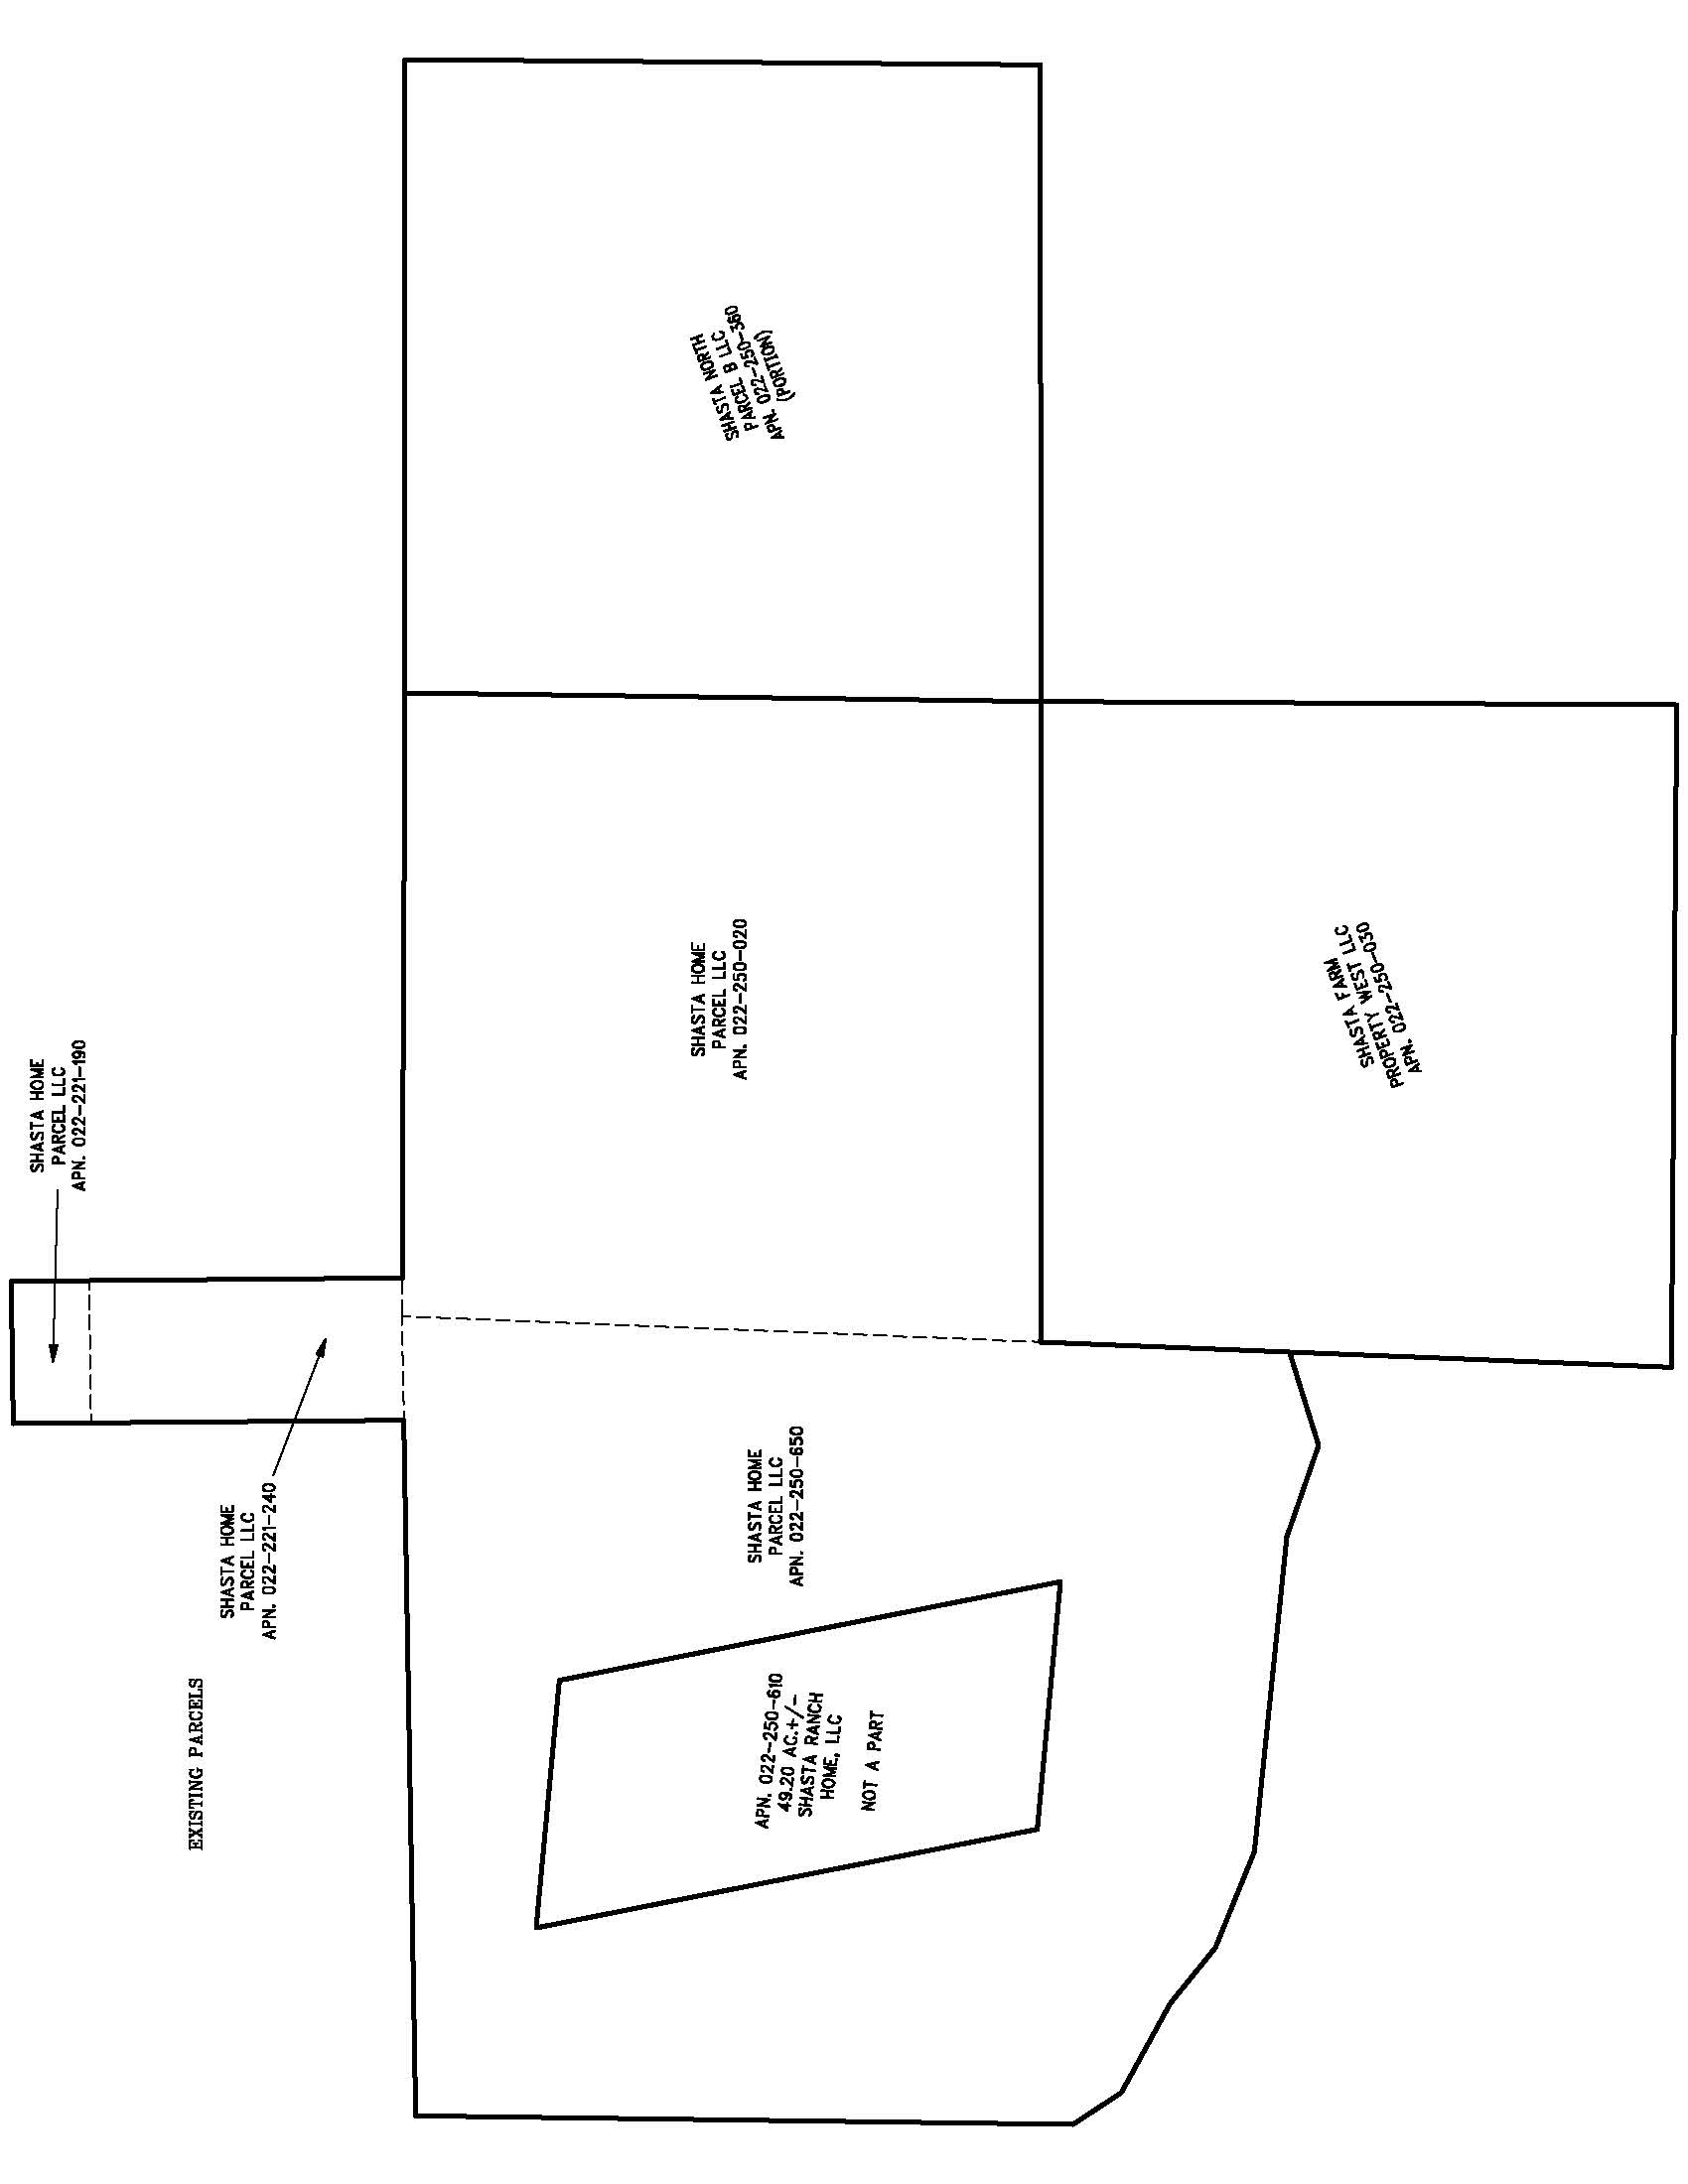 EXISTING PARCELS
SHASTA HOME
PARCEL LLC
APN. 022-221-190
SHASTA HOME
PARCEL LLC
APN. 022-221-240
SHASTA NORTH
PARCEL B LLC
APN. 022-250-360
(PORTION)
SHASTA HOME
PARCEL LLC
APN. 022-250-020
SHASTA FARM
PROPERTY WEST LLC
APN. 022-250-030
SHASTA HOME
PARCEL LLC
APN. 022-250-650
APN. 022-250-610
49.20 AC.+/-
SHASTA RANCH
HOME, LLC
NOT A PART